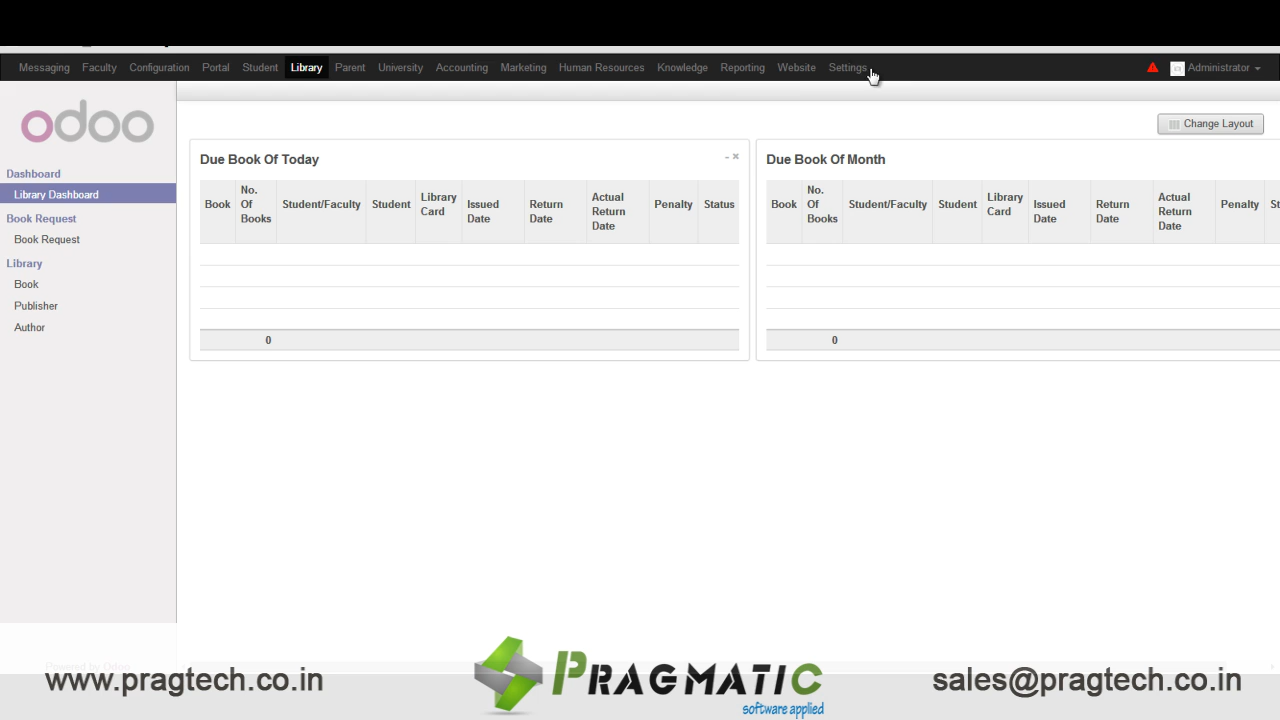 Messaging Faculty Configuration Portal Student Library Parent University Accounting Marketing Human Resources Knowledge Reporting Website Settings Administrator
odoo
Change Layout
Dashboard
Library Dashboard
Book Request
Book Request
Library
Book
Publisher
Author
Due Book Of Today
Book No. Of Books Student/Faculty Student Library Card Issued Date Return Date Actual Return Date Penalty Status
0
Due Book Of Month
Book No. Of Books Student/Faculty Student Library Card Issued Date Return Date Actual Return Date Penalty St
0
Powered by Odoo
www.pragtech.co.in
PRAGMATIC
software applied
sales@pragtech.co.in